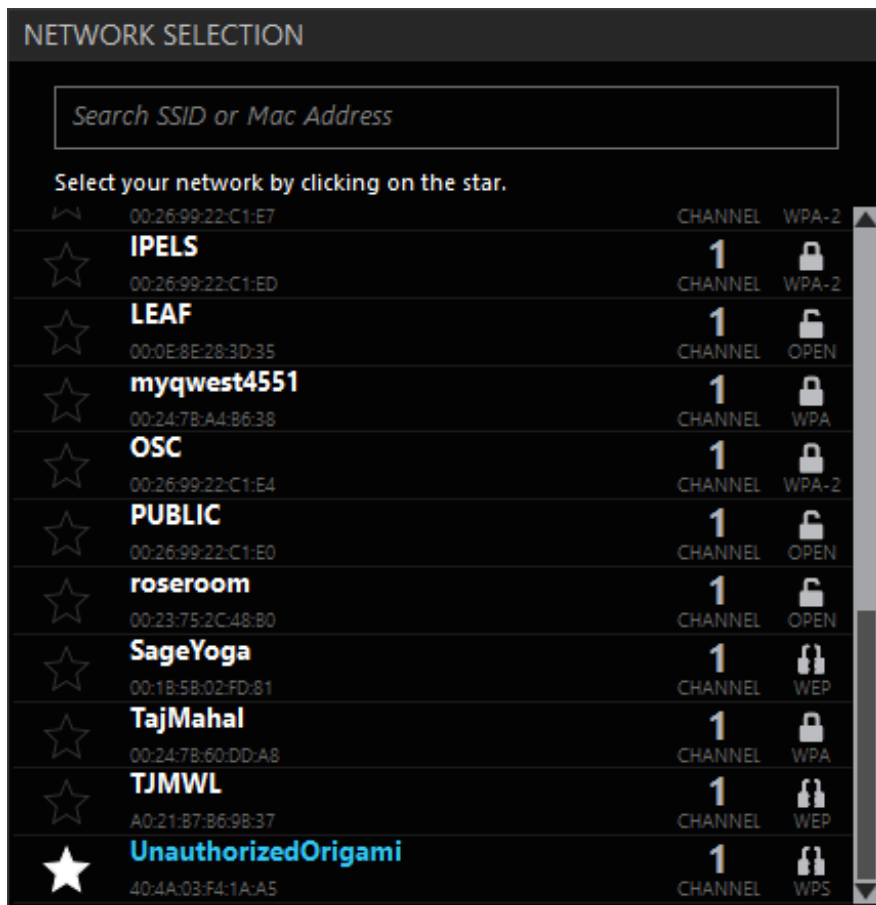 NETWORK SELECTION
Search SSID or Mac Address
Select your network by clicking on the star.
00:26:99:22:C1:E7 CHANNEL WPA-2
IPELS 1
00:26:99:22:C1:ED CHANNEL WPA-2
LEAF 1
00:0E:8E:28:3D:35 CHANNEL OPEN
myqwest4551 1
00:24:7B:A4:B6:38 CHANNEL WPA
OSC 1
00:26:99:22:C1:E4 CHANNEL WPA-2
PUBLIC 1
00:26:99:22:C1:E0 CHANNEL OPEN
roseroom 1
00:23:75:2C:48:B0 CHANNEL OPEN
SageYoga 1
00:1B:5B:02:FD:81 CHANNEL WEP
TajMahal 1
00:24:7B:60:DD:A8 CHANNEL WPA
TJMWL 1
A0:21:B7:B6:9B:37 CHANNEL WEP
UnauthorizedOrigami 1
40:4A:03:F4:1A:A5 CHANNEL WPS